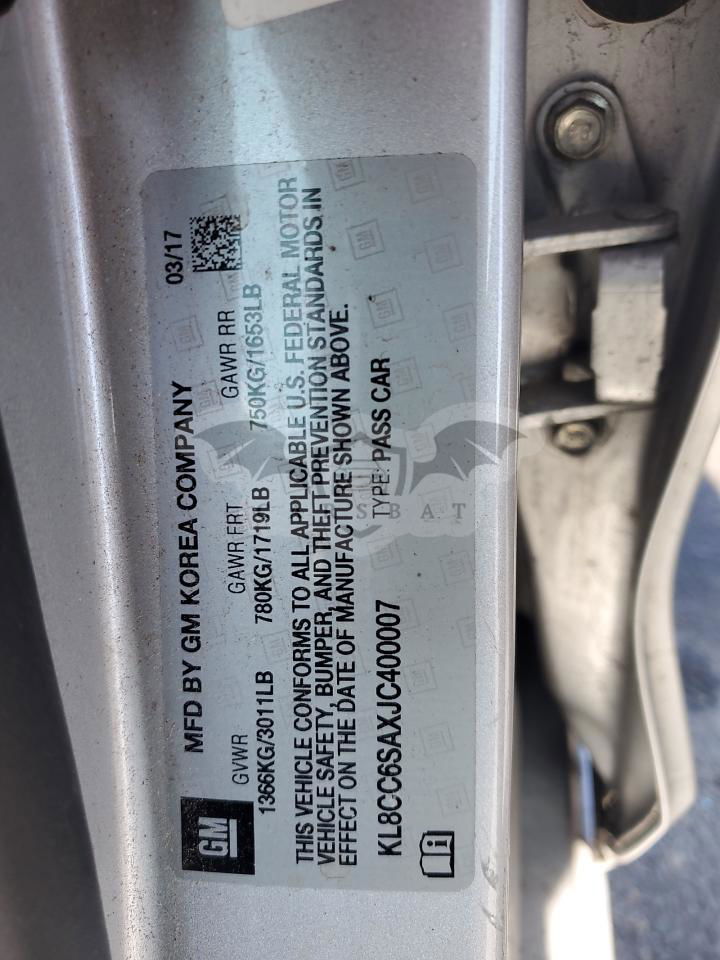 MFD BY GM KOREA COMPANY 03/17
GM
GVWR GAWR FRT GAWR RR
1366KG/3011LB 780KG/1719LB 750KG/1653LB
THIS VEHICLE CONFORMS TO ALL APPLICABLE U.S. FEDERAL MOTOR
VEHICLE SAFETY, BUMPER, AND THEFT PREVENTION STANDARDS IN
EFFECT ON THE DATE OF MANUFACTURE SHOWN ABOVE.
KL8CC6SAXJC400007 TYPE: PASS CAR